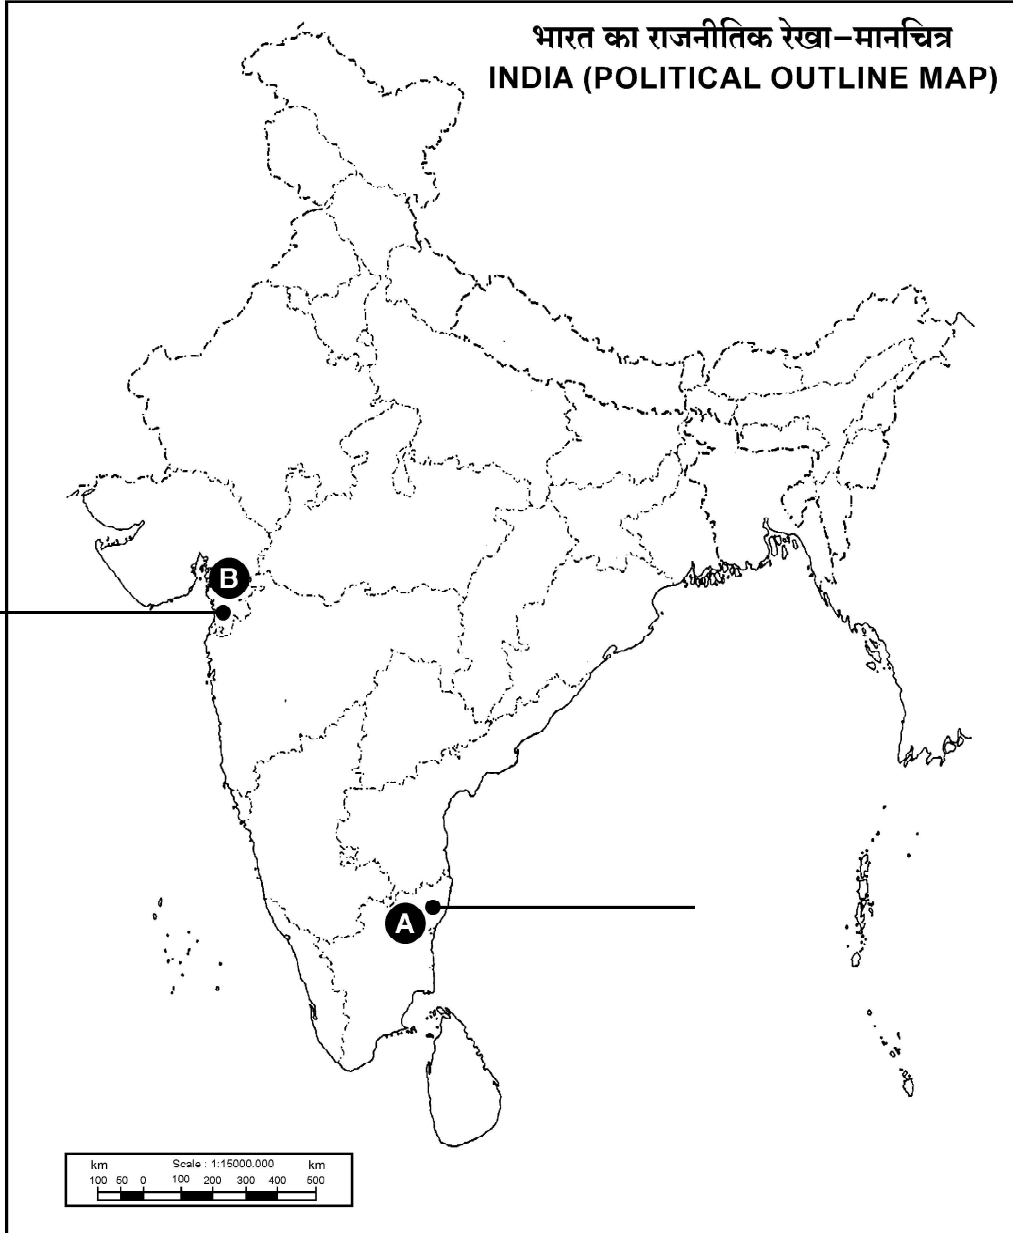 भारत का राजनीतिक रेखा–मानचित्र
INDIA (POLITICAL OUTLINE MAP)
B
A
km Scale : 1:15000.000 km
100 50 0 100 200 300 400 500